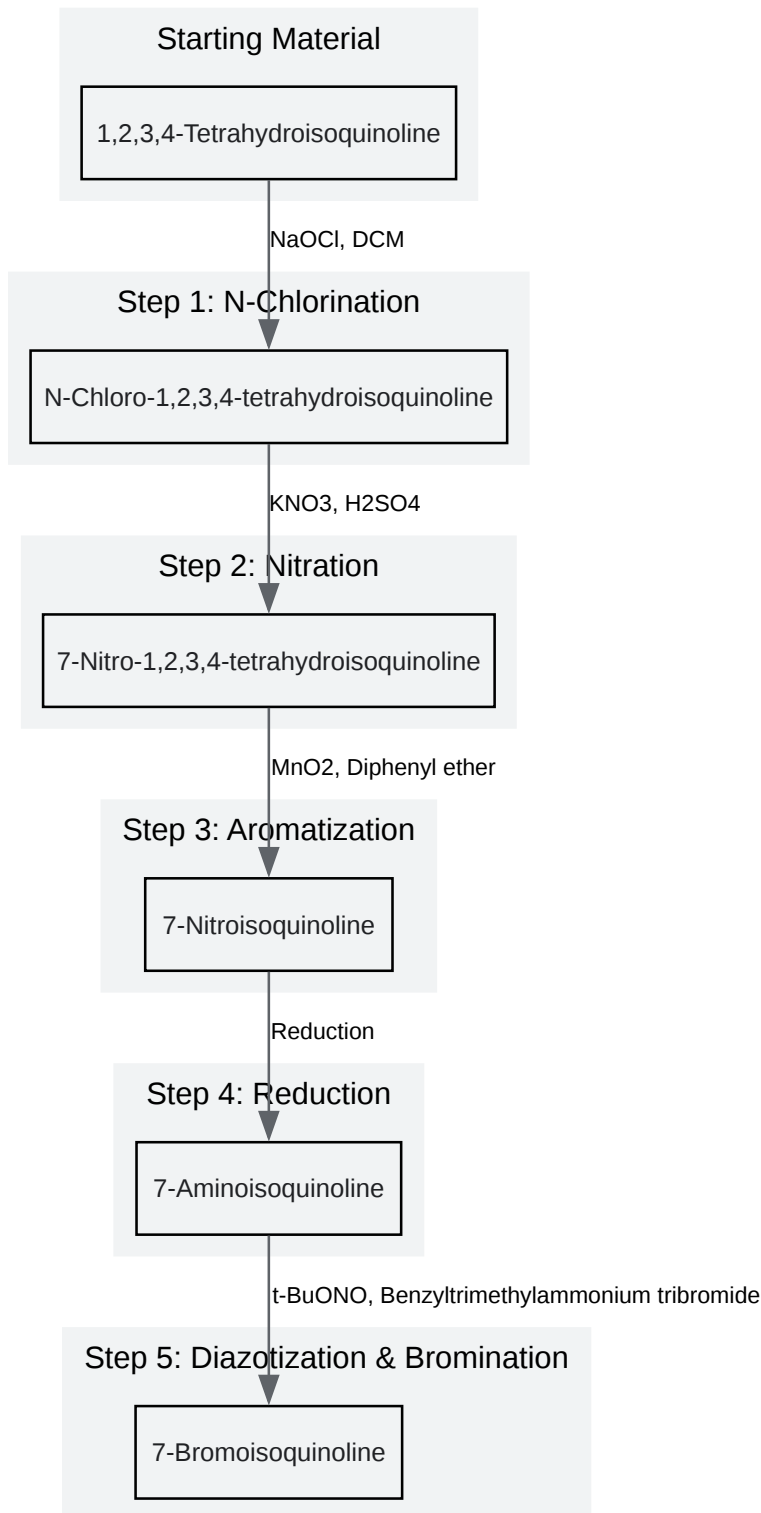 Starting Material
1,2,3,4-Tetrahydroisoquinoline
NaOCl, DCM
Step 1: N-Chlorination
N-Chloro-1,2,3,4-tetrahydroisoquinoline
KNO3, H2SO4
Step 2: Nitration
7-Nitro-1,2,3,4-tetrahydroisoquinoline
MnO2, Diphenyl ether
Step 3: Aromatization
7-Nitroisoquinoline
Reduction
Step 4: Reduction
7-Aminoisoquinoline
t-BuONO, Benzyltrimethylammonium tribromide
Step 5: Diazotization & Bromination
7-Bromoisoquinoline